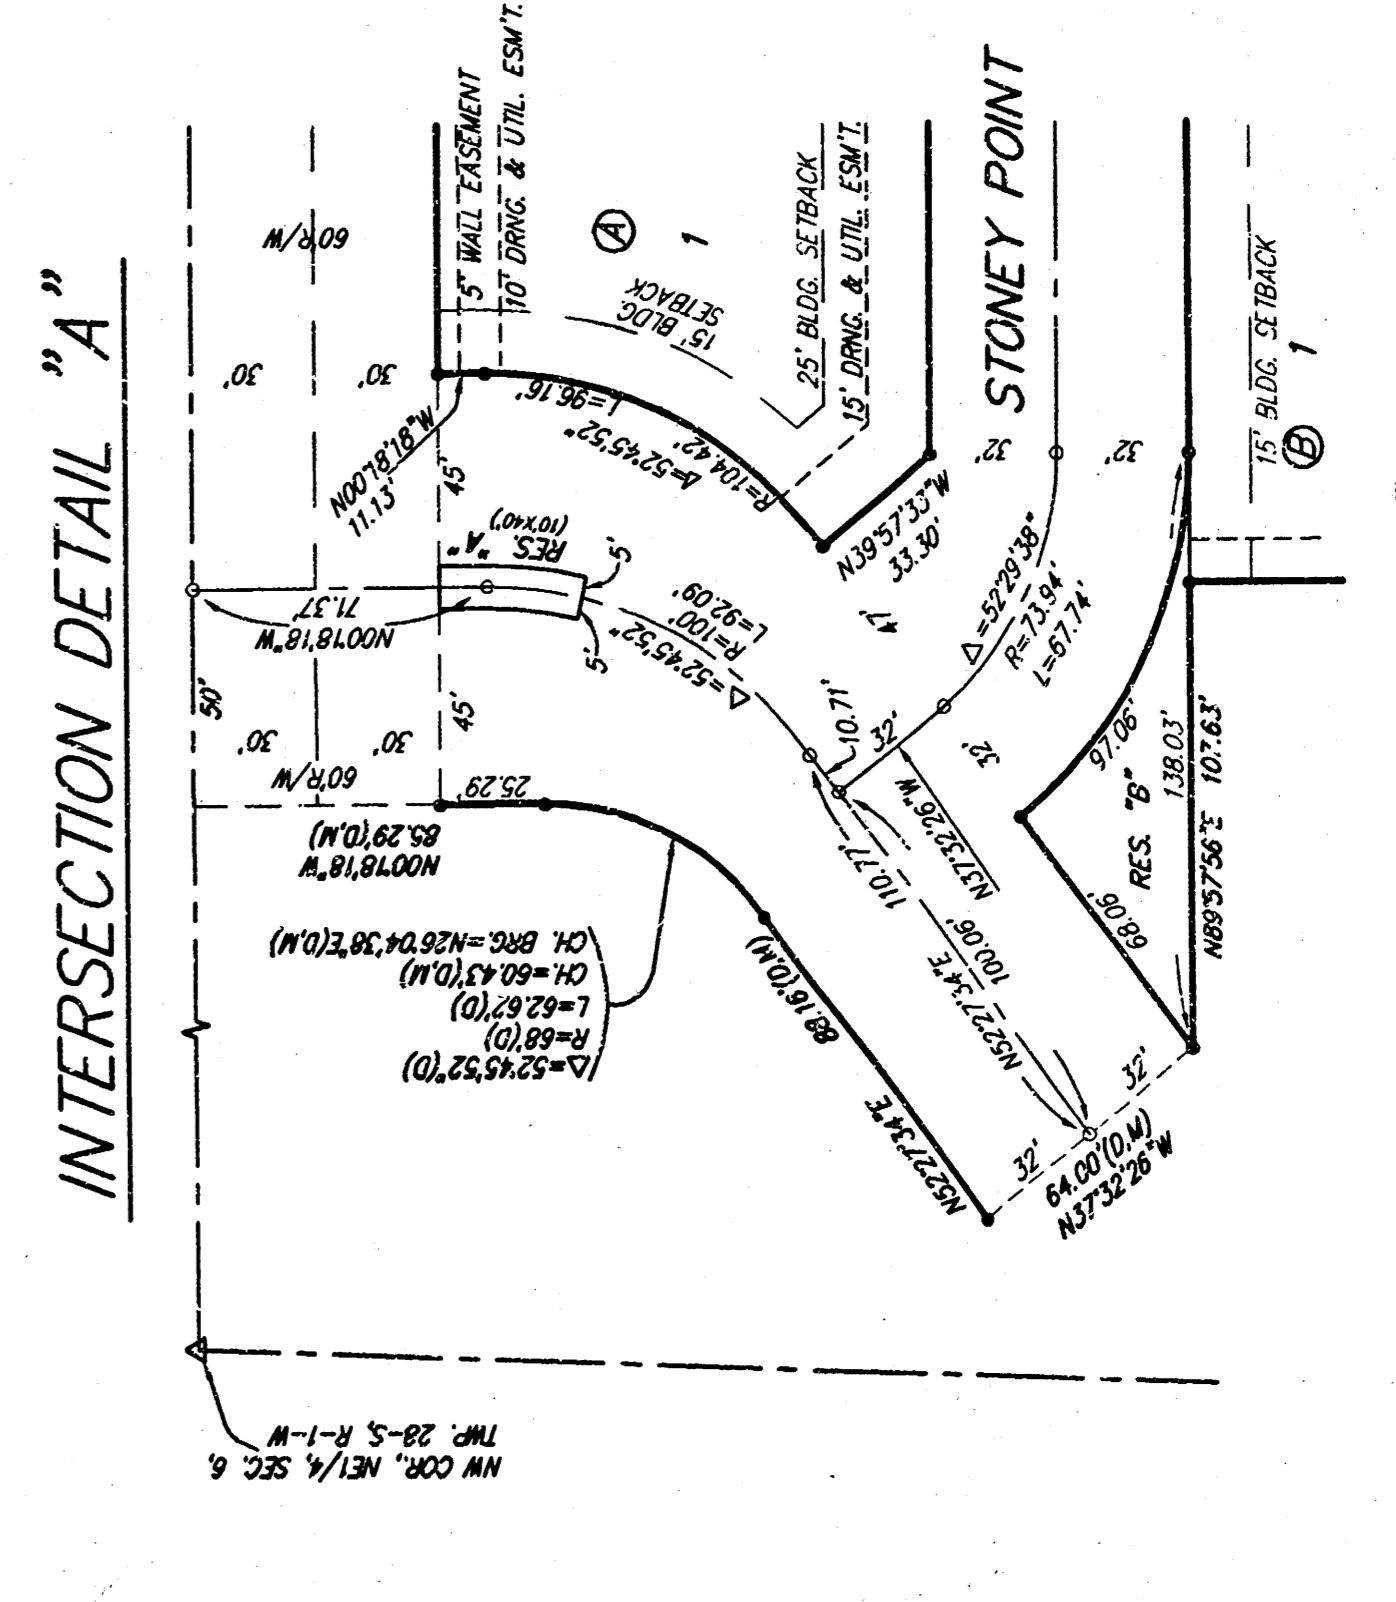 INTERSECTION DETAIL "A"
NW COR., NE1/4, SEC. 6,
TWP. 28-S, R-1-W
50'
60'R/W
60'R/W
30'
30'
30'
30'
45'
45'
N00°18'18"W
71.37'
N00°18'18"W
11.13'
N00°18'18"W
85.29'(D,M)
25.29'
5' WALL EASEMENT
10' DRNG. & UTIL. ESM'T.
A
1
15' BLDG.
SETBACK
25' BLDG. SETBACK
15' DRNG. & UTIL. ESM'T.
L=96.16'
Δ=52°45'52"
R=104.42'
RES. "A"
(10'X40')
5'
5'
Δ=52°45'52"
R=100'
L=92.09'
Δ=52°45'52"(D)
R=68'(D)
L=62.62'(D)
CH.=60.43'(D,M)
CH. BRG.=N26°04'38"E(D,M)
N39°57'33"W
33.30'
47'
STONEY POINT
32'
32'
Δ=52°29'38"
R=73.94'
L=67.74'
10.71'
32'
32'
N37°32'26"W
110.77'
N52°27'34"E
100.06'
N52°27'34"E
88.16'(D,M)
32'
32'
64.00'(D,M)
N37°32'26"W
68.06'
97.06'
RES. "B"
138.03'
N89°57'56"E
107.63'
15' BLDG. SETBACK
B
1